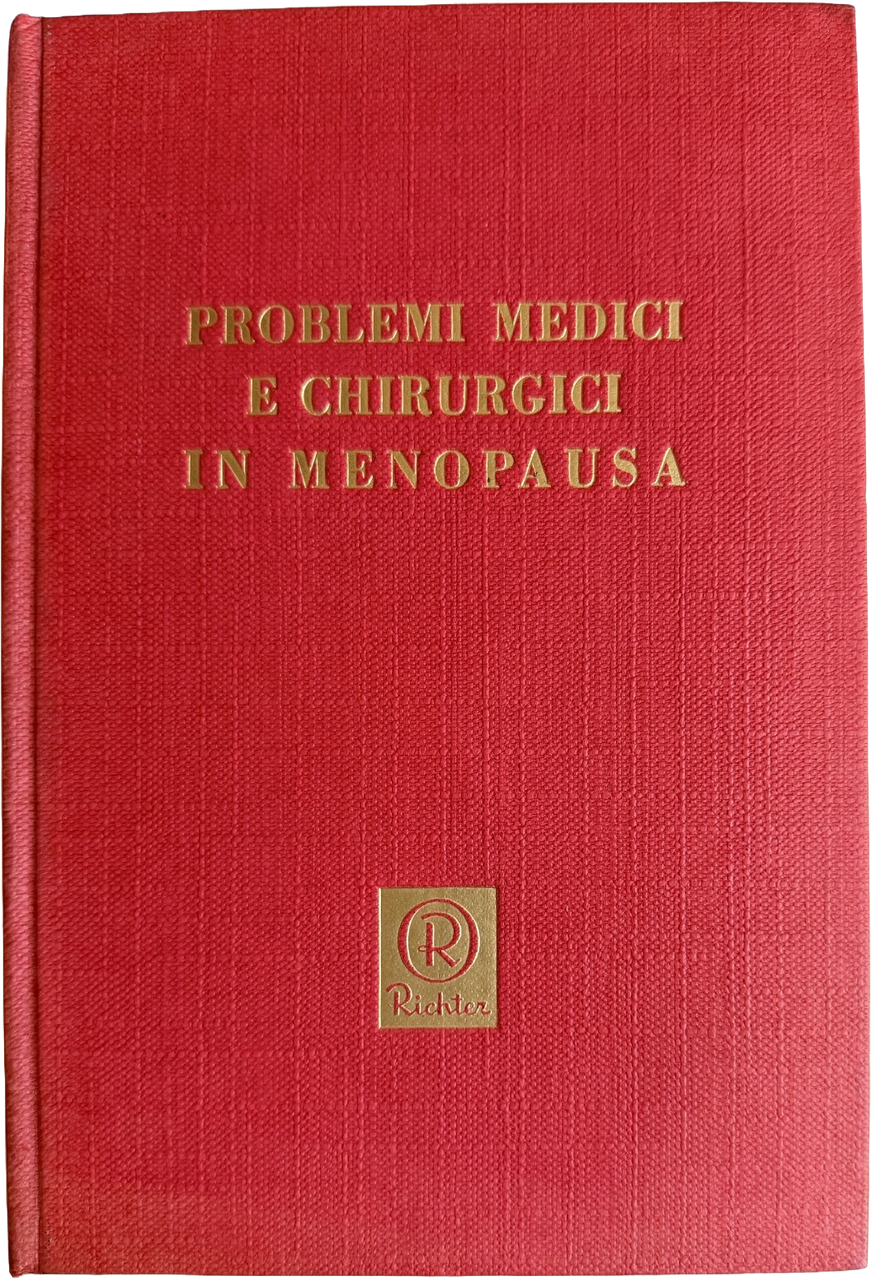 PROBLEMI MEDICI
E CHIRURGICI
IN MENOPAUSA
R
Richter